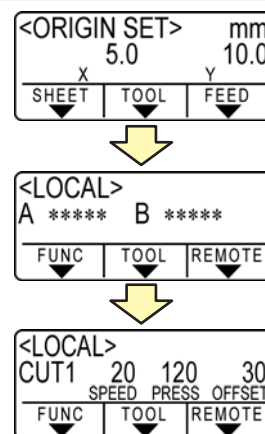 <ORIGIN SET> mm
5.0 10.0
X Y
SHEET TOOL FEED
<LOCAL>
A ***** B *****
FUNC TOOL REMOTE
<LOCAL>
CUT1 20 120 30
SPEED PRESS OFFSET
FUNC TOOL REMOTE